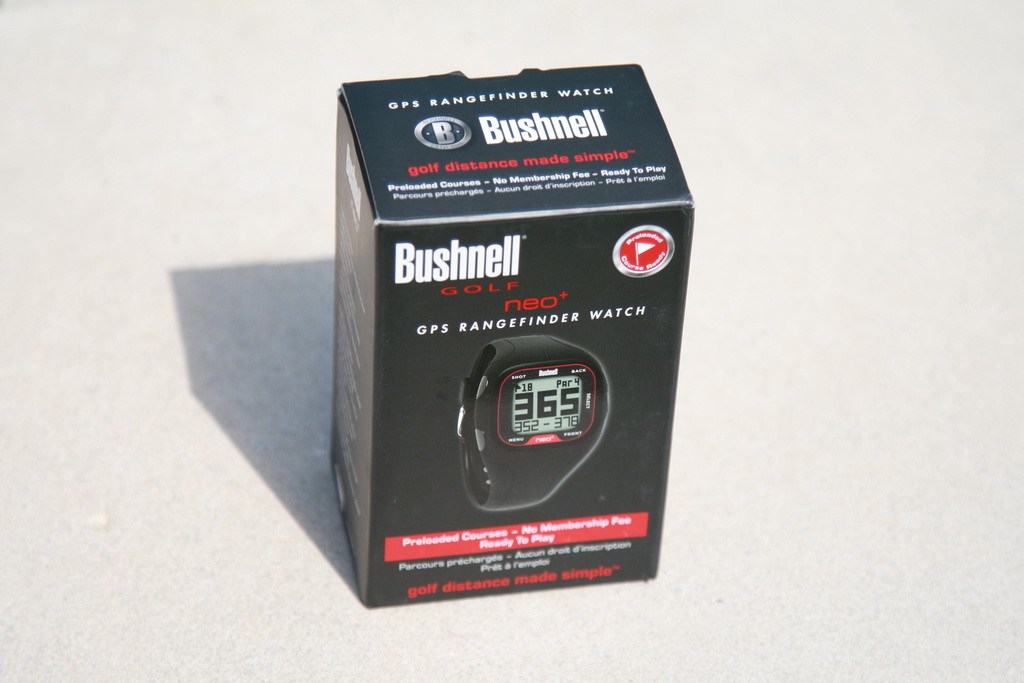 GPS RANGEFINDER WATCH
B Bushnell™
golf distance made simple™
Preloaded Courses – No Membership Fee – Ready To Play
Parcours préchargés – Aucun droit d'inscription – Prêt à l'emploi
Bushnell®
GOLF
neo+
GPS RANGEFINDER WATCH
Preloaded
Course Ready
Bushnell
SHOT BACK
18 Par 4
365
SELECT
352 - 378
MENU neo+ FRONT
Preloaded Courses – No Membership Fee
Ready To Play
Parcours préchargés – Aucun droit d'inscription
Prêt à l'emploi
golf distance made simple™